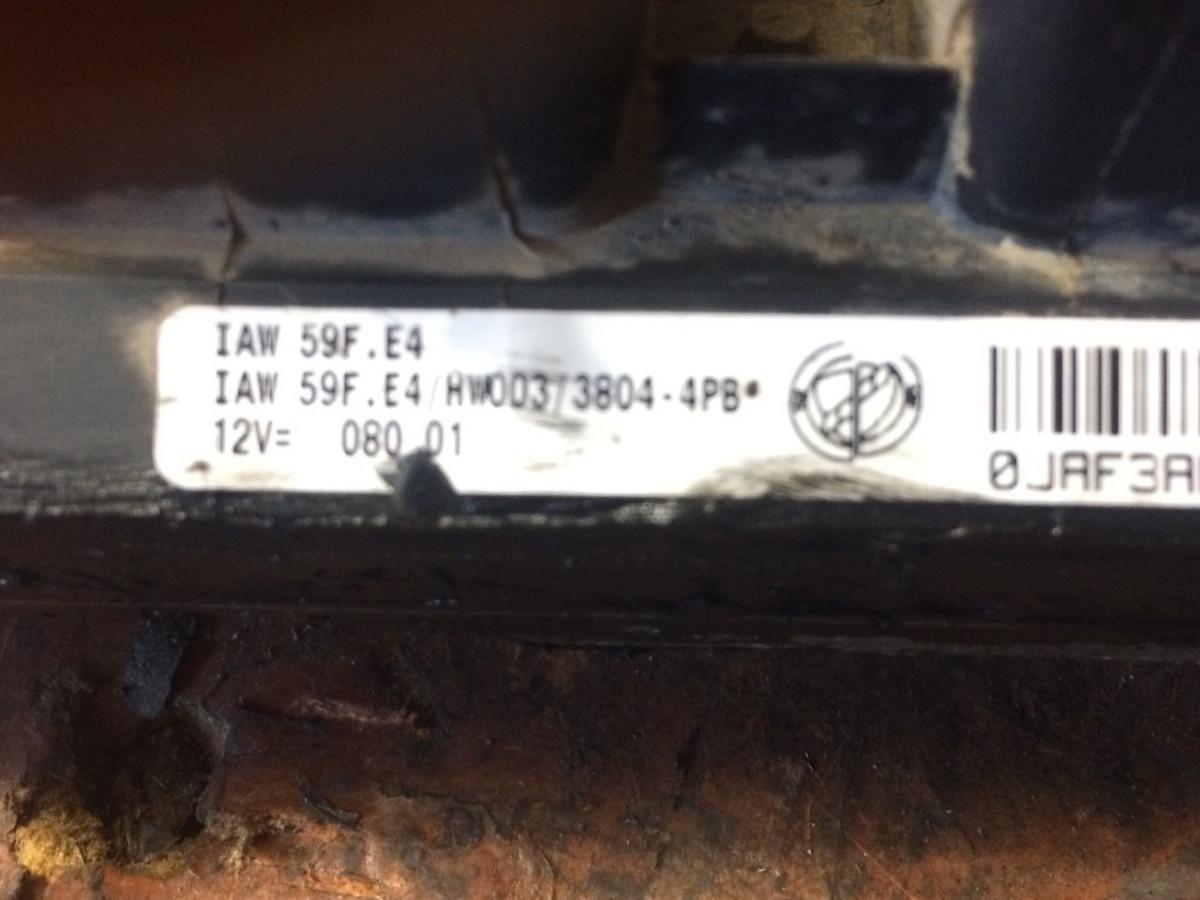 IAW 59F.E4
IAW 59F.E4/HW003/3804-4PB
12V= 080 01
0JAF3A